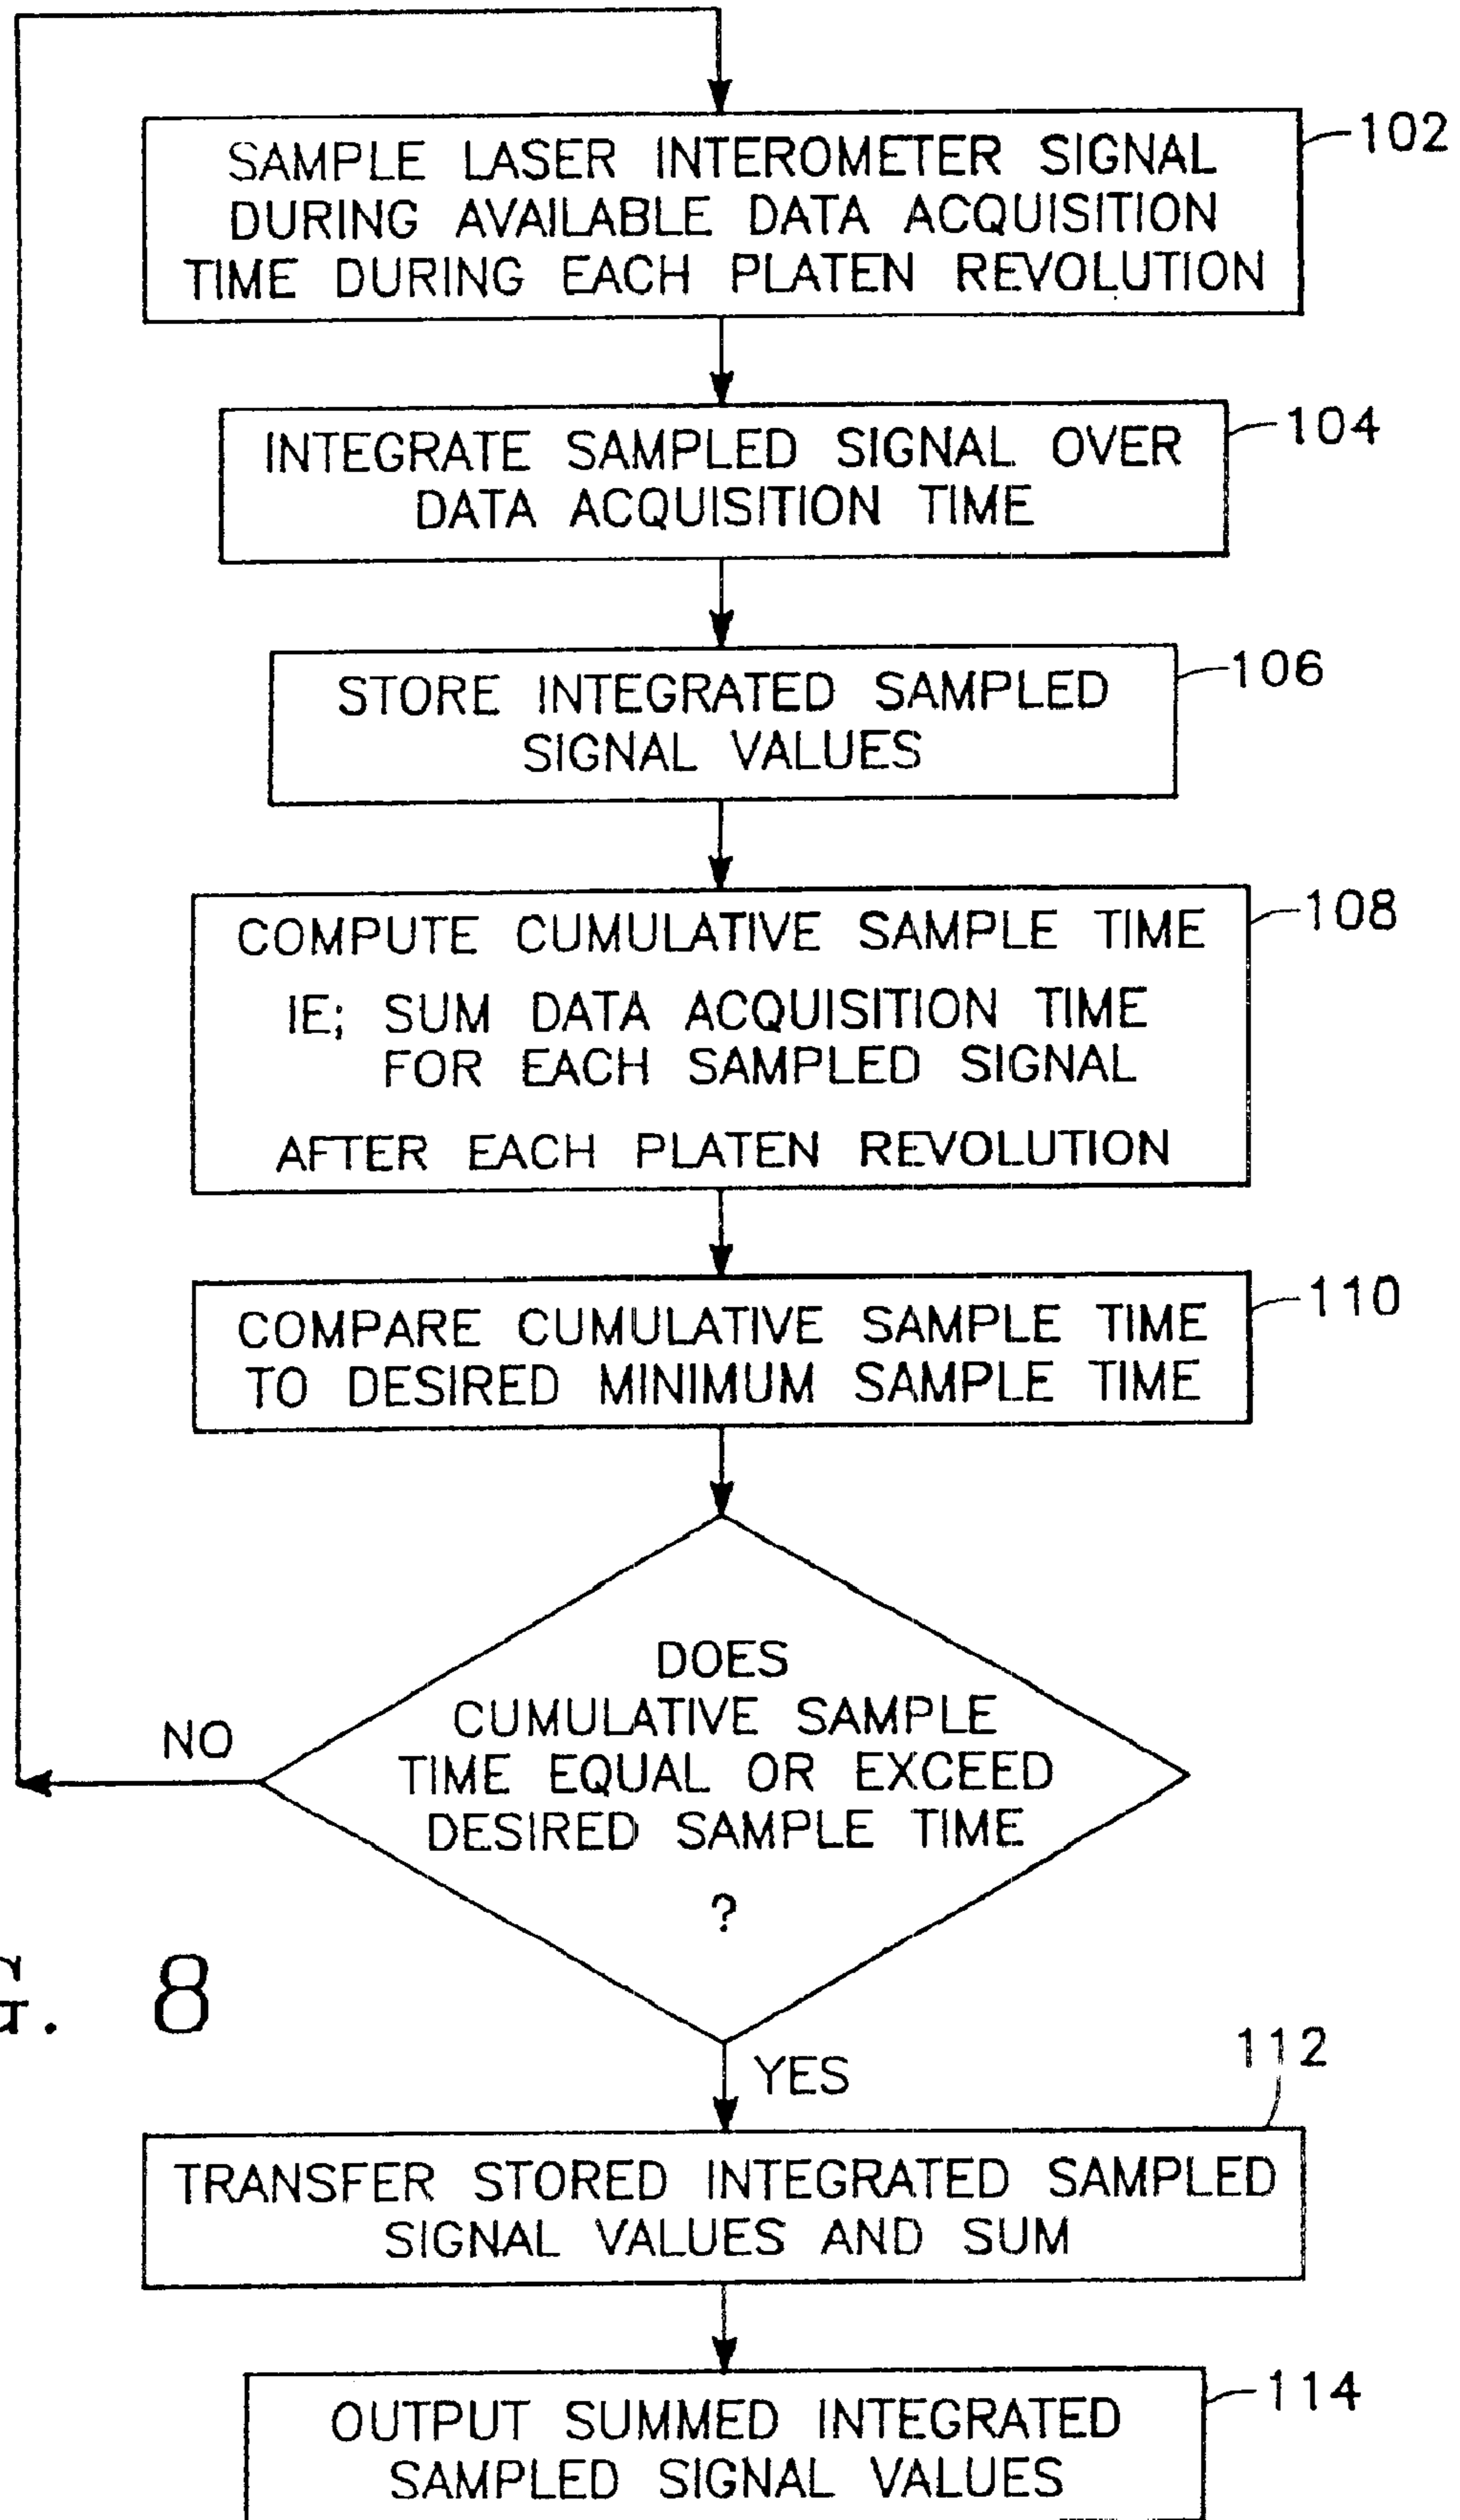 SAMPLE LASER INTEROMETER SIGNAL
DURING AVAILABLE DATA ACQUISITION
TIME DURING EACH PLATEN REVOLUTION
102
INTEGRATE SAMPLED SIGNAL OVER
DATA ACQUISITION TIME
104
STORE INTEGRATED SAMPLED
SIGNAL VALUES
106
COMPUTE CUMULATIVE SAMPLE TIME
IE; SUM DATA ACQUISITION TIME
FOR EACH SAMPLED SIGNAL
AFTER EACH PLATEN REVOLUTION
108
COMPARE CUMULATIVE SAMPLE TIME
TO DESIRED MINIMUM SAMPLE TIME
110
DOES
CUMULATIVE SAMPLE
TIME EQUAL OR EXCEED
DESIRED SAMPLE TIME
?
NO
8
YES
112
TRANSFER STORED INTEGRATED SAMPLED
SIGNAL VALUES AND SUM
OUTPUT SUMMED INTEGRATED
SAMPLED SIGNAL VALUES
114